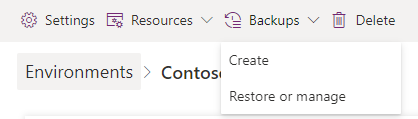 Settings Resources Backups Delete
Create
Environments > 
Restore or manage